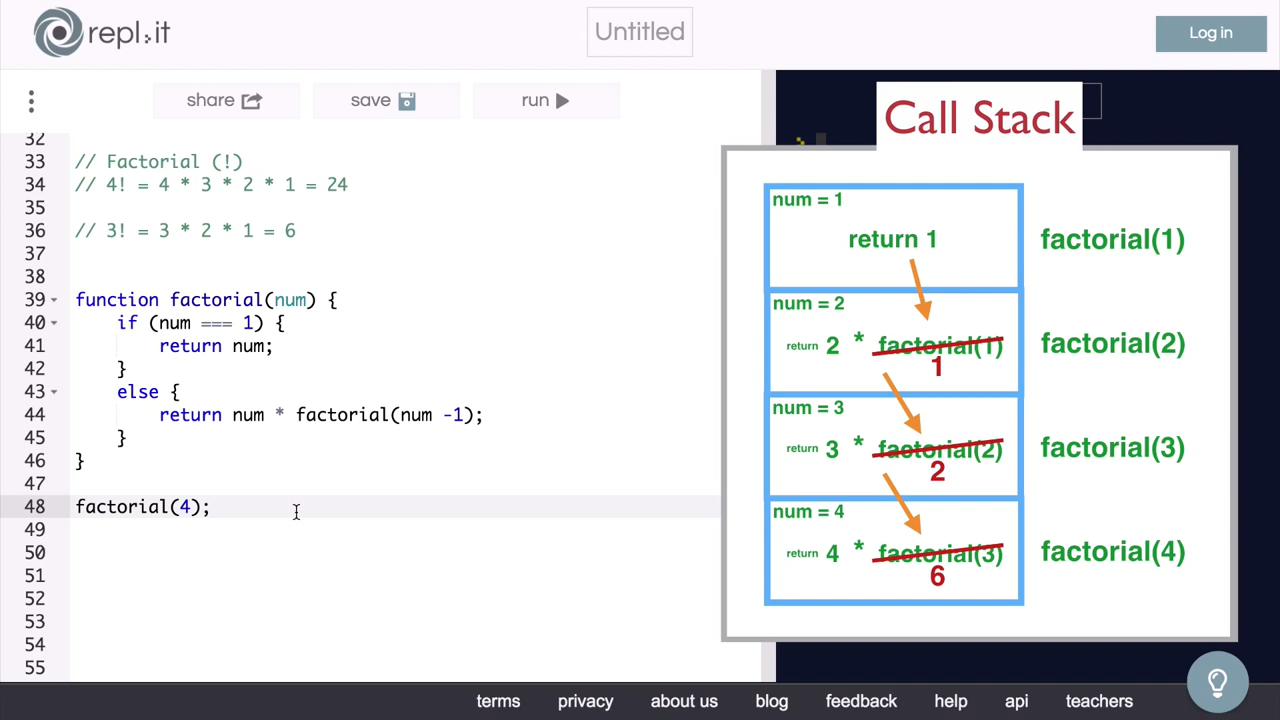 repl.it
Untitled
Log in
share
save
run
32
33 // Factorial (!)
34 // 4! = 4 * 3 * 2 * 1 = 24
35
36 // 3! = 3 * 2 * 1 = 6
37
38
39 function factorial(num) {
40 if (num === 1) {
41 return num;
42 }
43 else {
44 return num * factorial(num -1);
45 }
46 }
47
48 factorial(4);
49
50
51
52
53
54
55
Call Stack
num = 1
return 1
factorial(1)
num = 2
return 2 * factorial(1)
1
factorial(2)
num = 3
return 3 * factorial(2)
2
factorial(3)
num = 4
return 4 * factorial(3)
6
factorial(4)
terms privacy about us blog feedback help api teachers